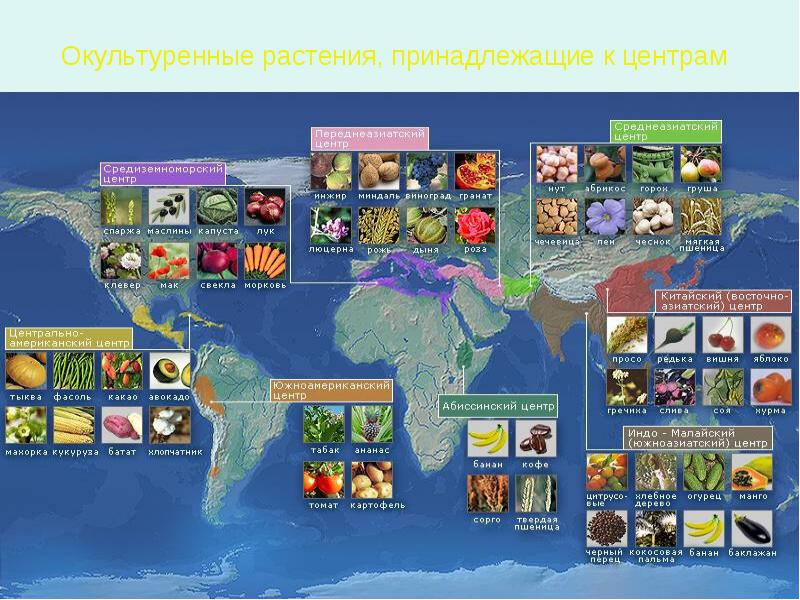 Окультуренные растения, принадлежащие к центрам
Переднеазиатский
центр
инжир миндаль виноград гранат
люцерна рожь дыня роза
Среднеазиатский
центр
нут абрикос горох груша
чечевица лен чеснок мягкая
пшеница
Средиземноморский
центр
спаржа маслины капуста лук
клевер мак свекла морковь
Китайский (восточно-
азиатский) центр
просо редька вишня яблоко
гречиха слива соя хурма
Центрально-
американский центр
тыква фасоль какао авокадо
махорка кукуруза батат хлопчатник
Южноамериканский
центр
табак ананас
томат картофель
Абиссинский центр
банан кофе
сорго твердая
пшеница
Индо - Малайский
(южноазиатский) центр
цитрусо-
вые
хлебное
дерево
огурец манго
черный
перец
кокосовая
пальма
банан баклажан